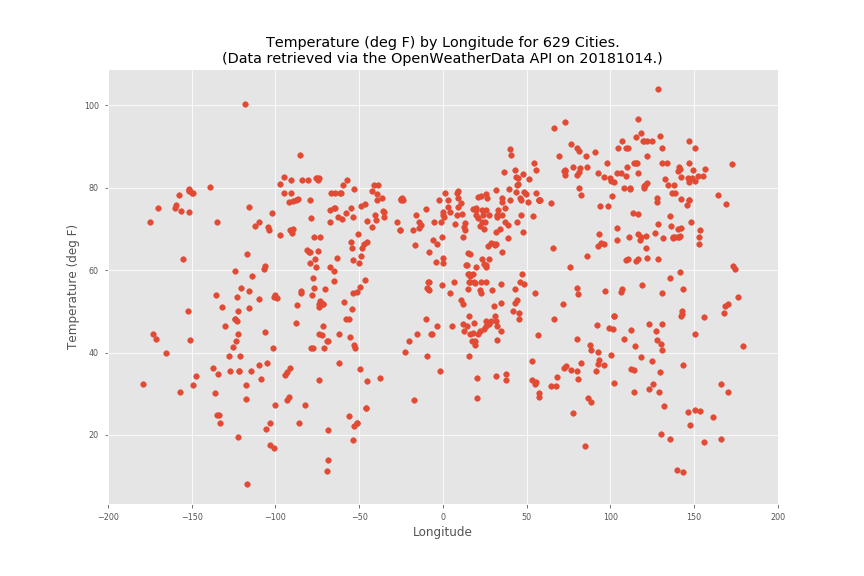 Temperature (deg F) by Longitude for 629 Cities.
(Data retrieved via the OpenWeatherData API on 20181014.)
Temperature (deg F)
100
80
60
40
20
−200 −150 −100 −50 0 50 100 150 200
Longitude